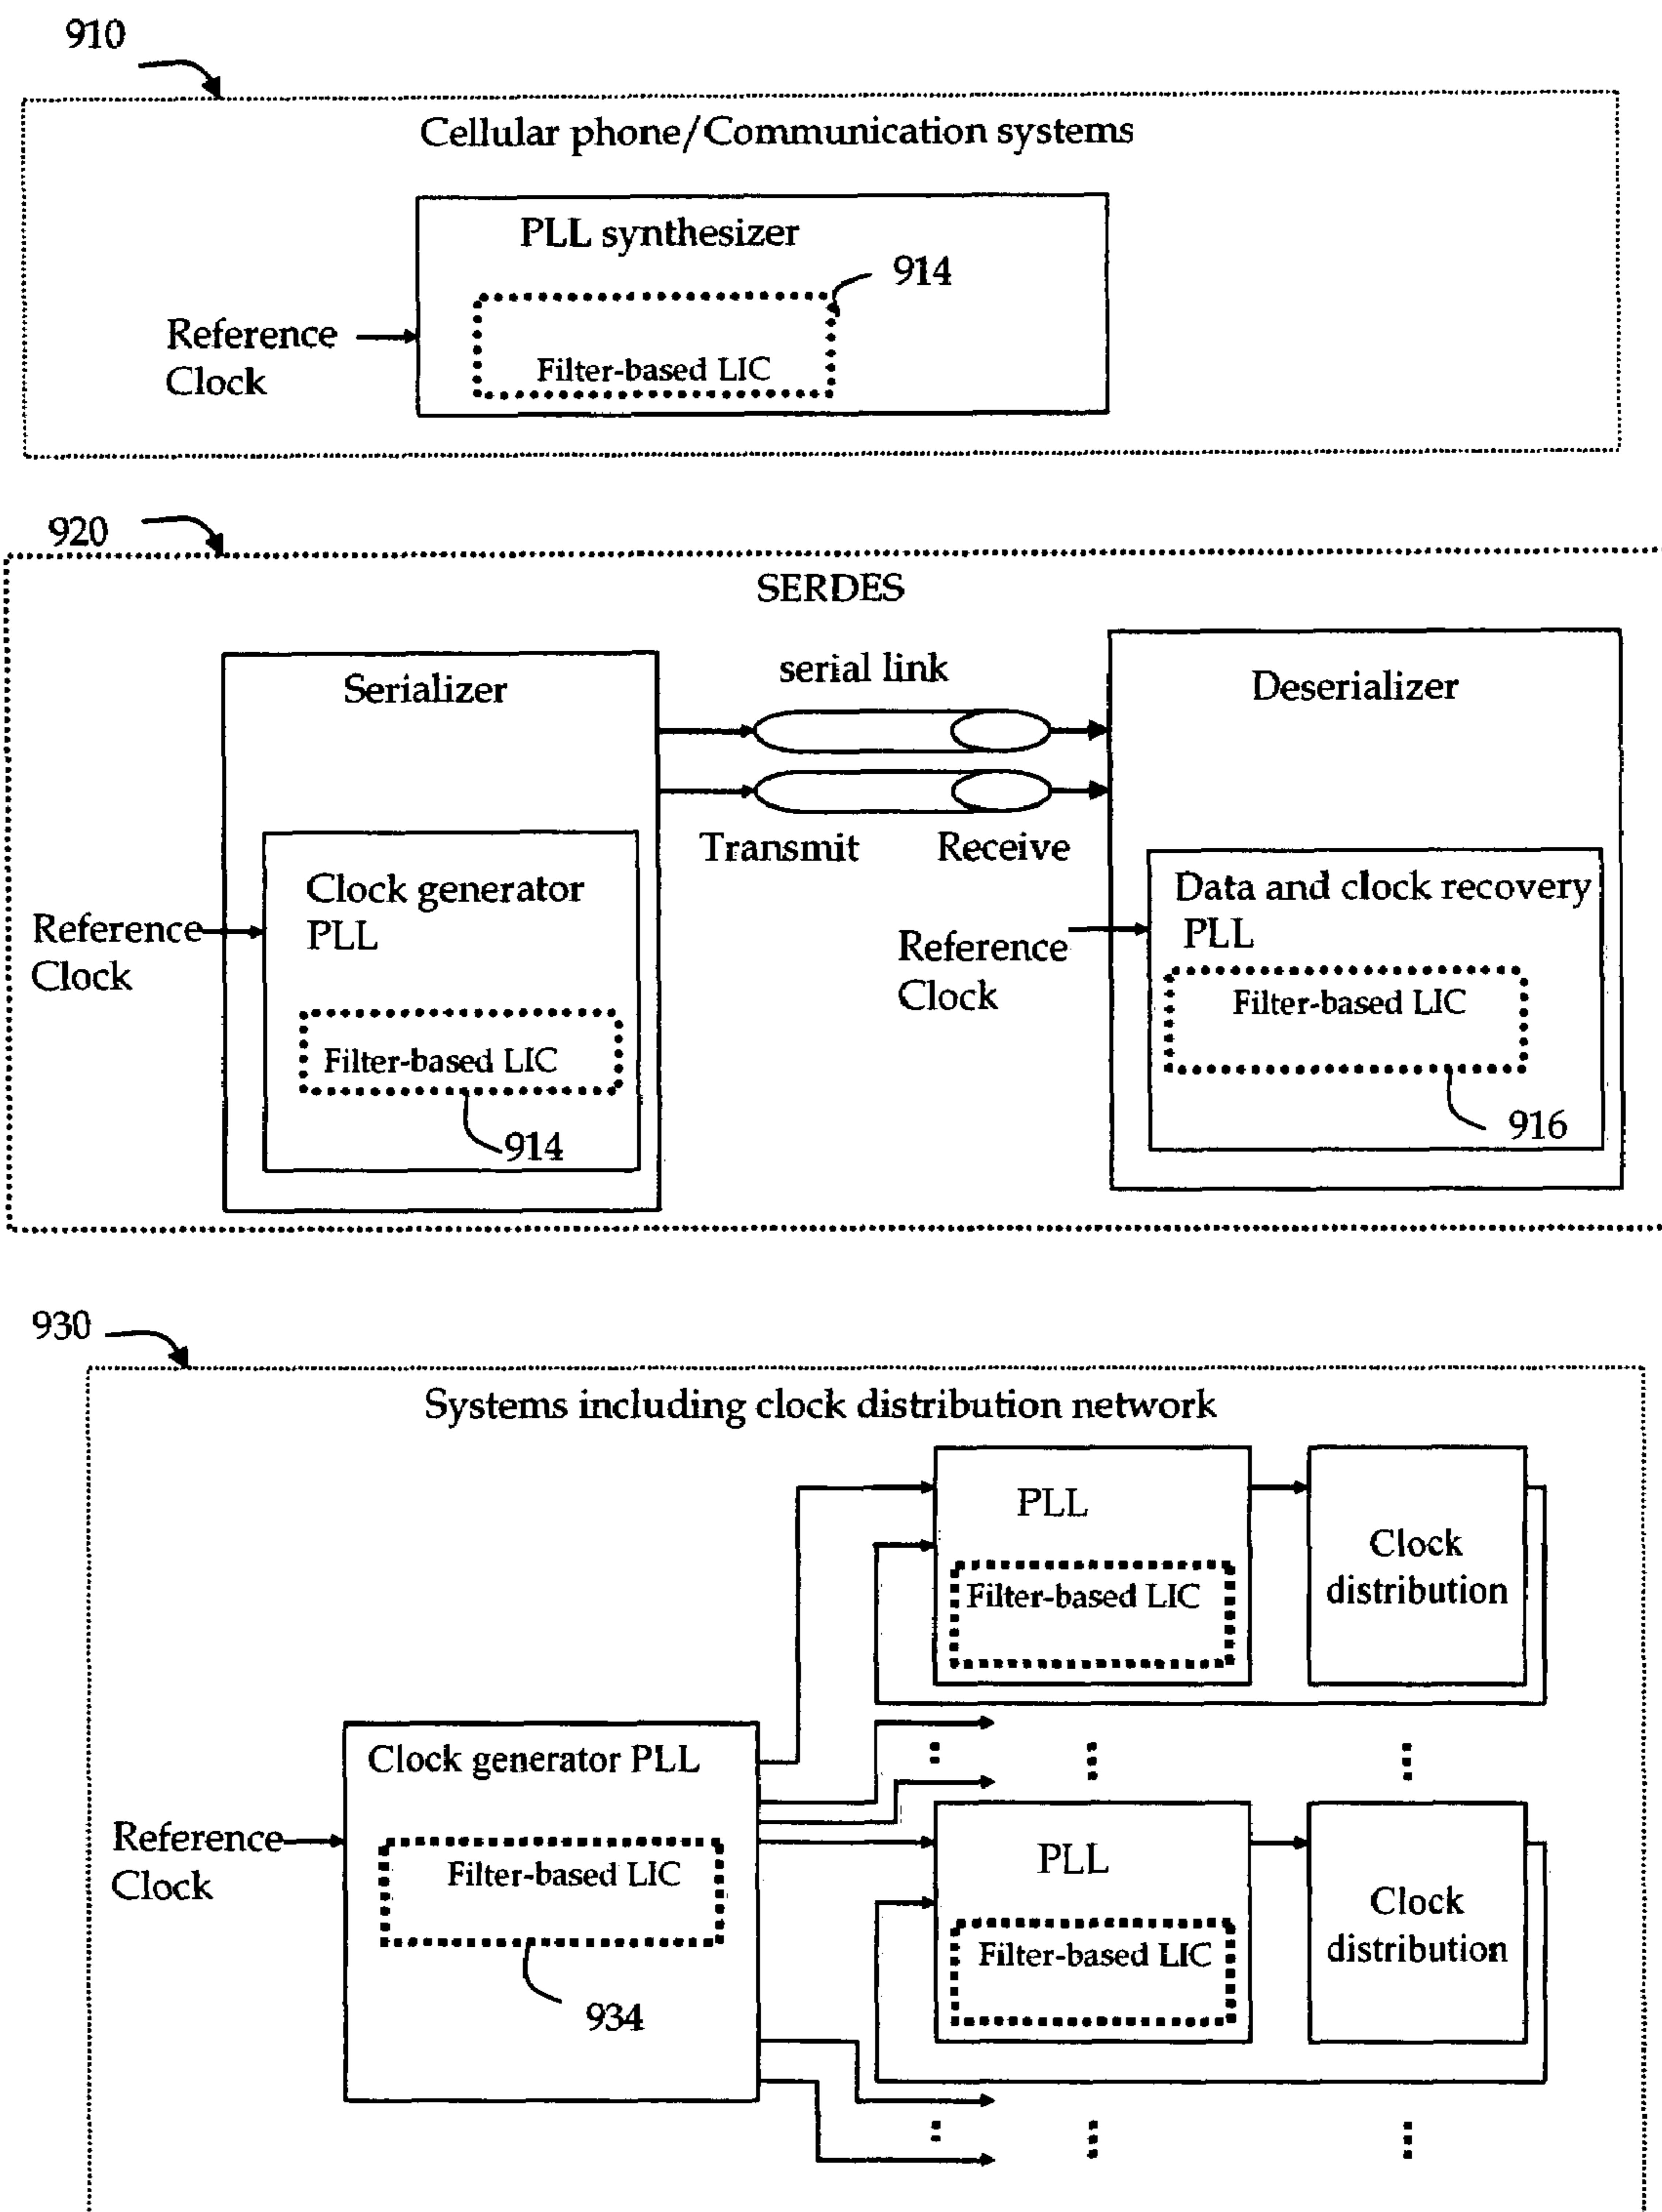 910
Cellular phone/Communication systems
PLL synthesizer
914
Reference
Clock
Filter-based LIC
920
SERDES
Serializer
serial link
Deserializer
Transmit
Receive
Clock generator
PLL
Reference
Clock
Filter-based LIC
914
Data and clock recovery
PLL
Reference
Clock
Filter-based LIC
916
930
Systems including clock distribution network
PLL
Filter-based LIC
Clock
distribution
Clock generator PLL
Reference
Clock
Filter-based LIC
934
PLL
Filter-based LIC
Clock
distribution